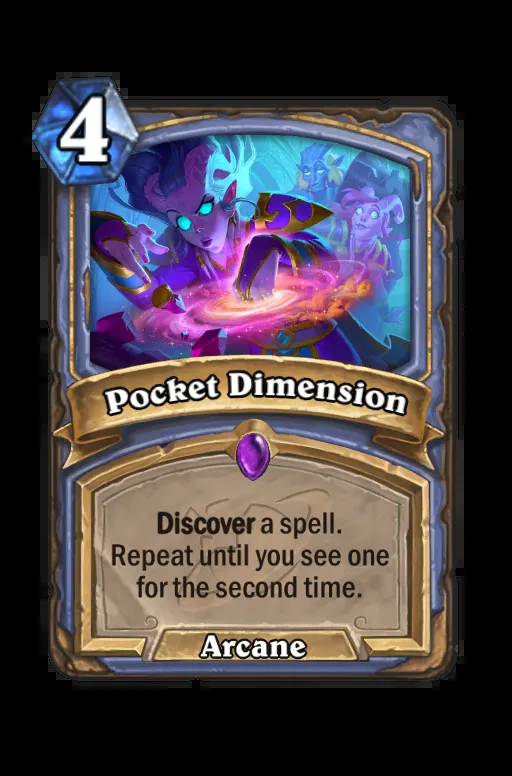 4
Pocket Dimension
Discover a spell.
Repeat until you see one
for the second time.
Arcane